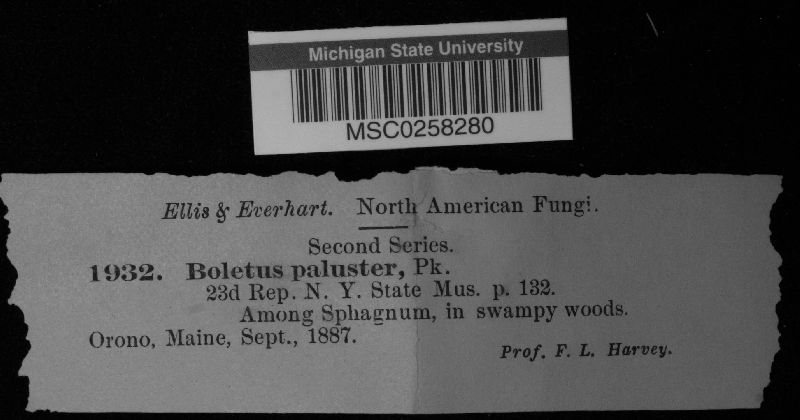 Michigan State University
MSC0258280
Ellis & Everhart. North American Fungi.
Second Series.
1932. Boletus paluster, Pk.
23d Rep. N. Y. State Mus. p. 132.
Among Sphagnum, in swampy woods.
Orono, Maine, Sept., 1887.
Prof. F. L. Harvey.